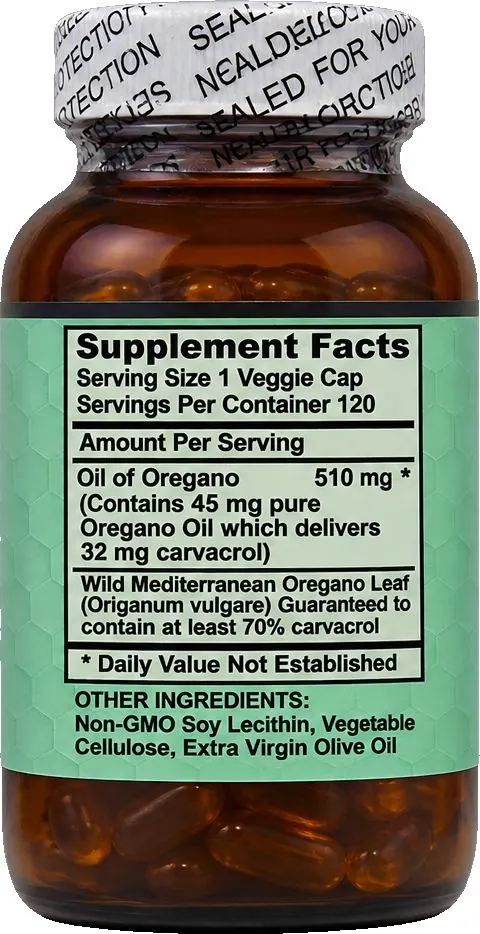 SEALED FOR YOUR
Supplement Facts
Serving Size 1 Veggie Cap
Servings Per Container 120
Amount Per Serving
Oil of Oregano 510 mg *
(Contains 45 mg pure
Oregano Oil which delivers
32 mg carvacrol)
Wild Mediterranean Oregano Leaf
(Origanum vulgare) Guaranteed to
contain at least 70% carvacrol
* Daily Value Not Established
OTHER INGREDIENTS:
Non-GMO Soy Lecithin, Vegetable
Cellulose, Extra Virgin Olive Oil